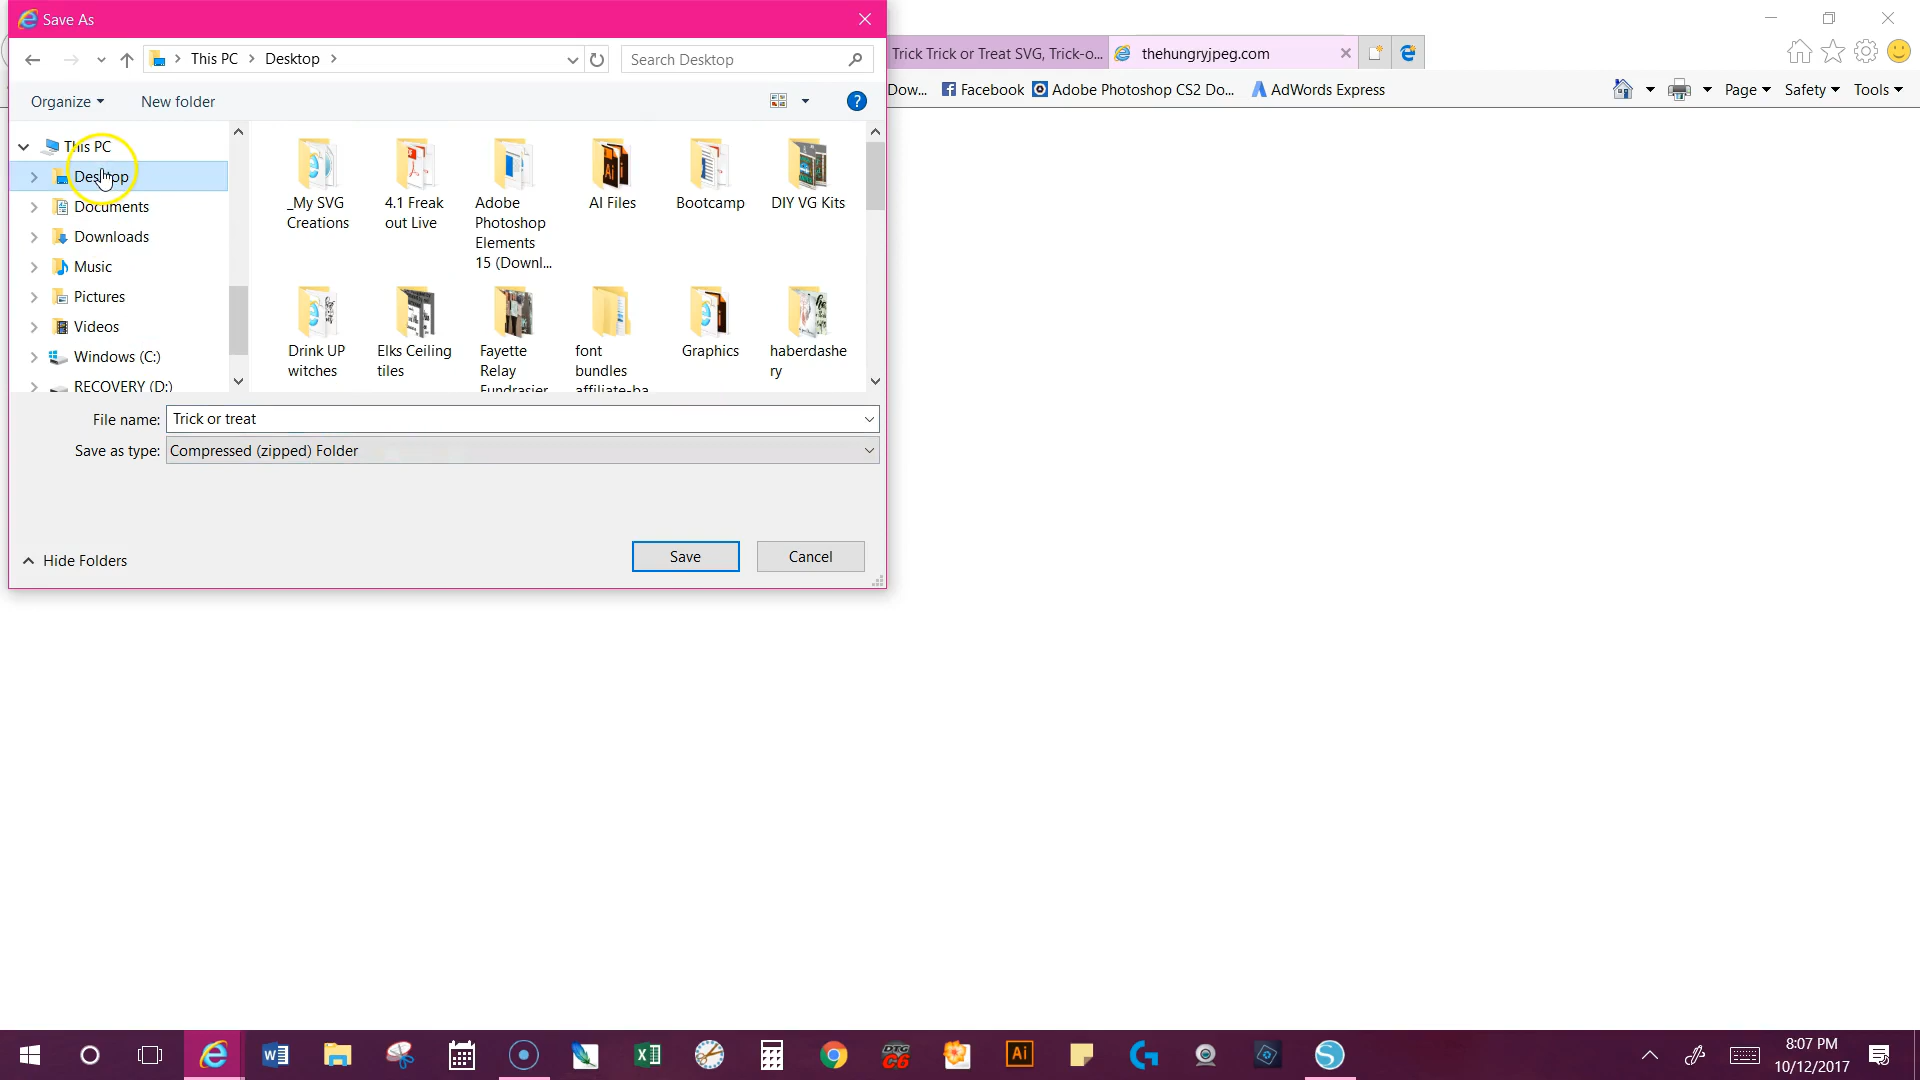 Save As
This PC
Desktop
Search Desktop
Trick Trick or Treat SVG, Trick-o...
thehungryjpeg.com
Dow...
Facebook
Adobe Photoshop CS2 Do...
AdWords Express
Page
Safety
Tools
Organize
New folder
This PC
Desktop
Documents
Downloads
Music
Pictures
Videos
Windows (C:)
RECOVERY (D:)
_My SVG
Creations
4.1 Freak
out Live
Adobe
Photoshop
Elements
15 (Downl...
AI Files
Bootcamp
DIY VG Kits
Drink UP
witches
Elks Ceiling
tiles
Fayette
Relay
Fundrasier
font
bundles
affiliate-ba
Graphics
haberdashe
ry
File name:
Trick or treat
Save as type:
Compressed (zipped) Folder
Hide Folders
Save
Cancel
8:07 PM
10/12/2017